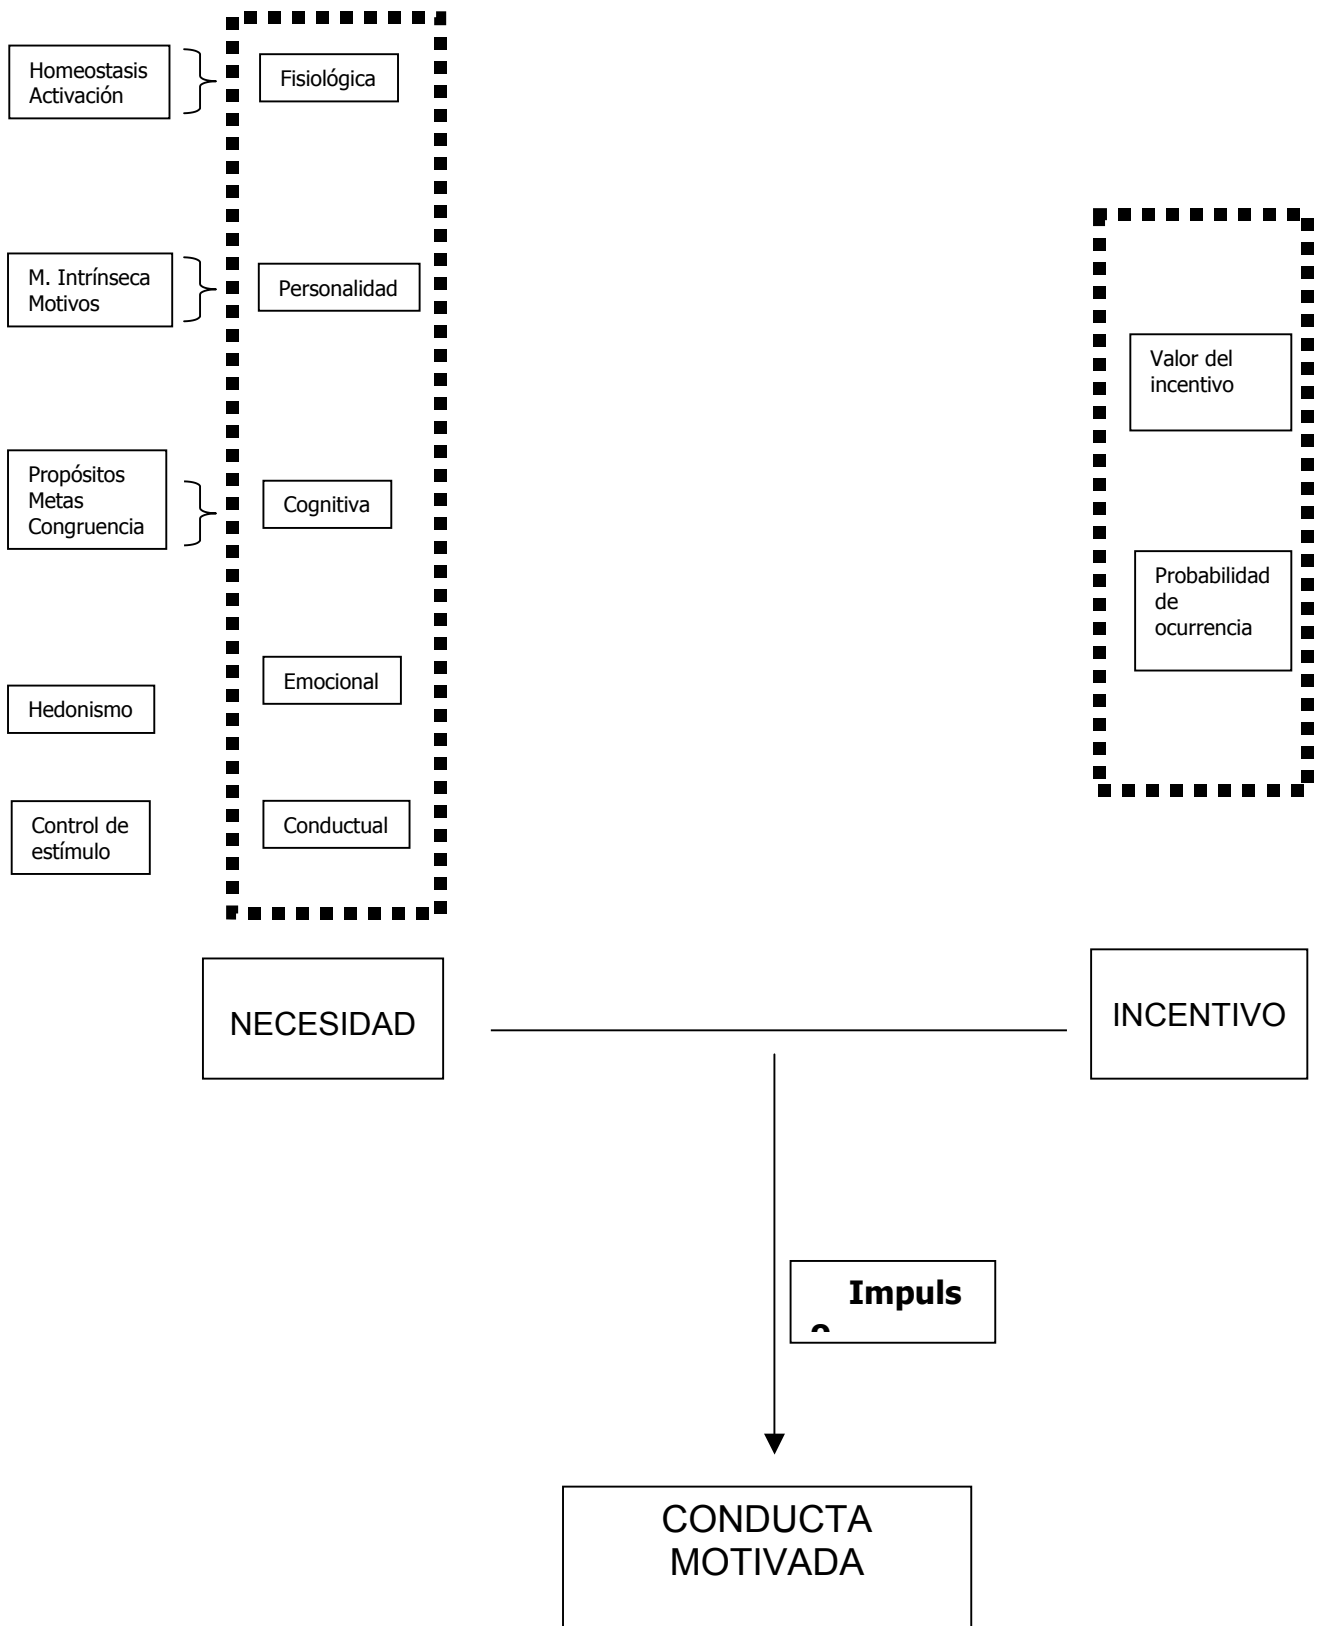 Homeostasis
Activación
Fisiológica
M. Intrínseca
Motivos
Personalidad
Valor del
incentivo
Propósitos
Metas
Congruencia
Cognitiva
Probabilidad
de
ocurrencia
Hedonismo
Emocional
Control de
estímulo
Conductual
NECESIDAD
INCENTIVO
Impuls
o
CONDUCTA
MOTIVADA